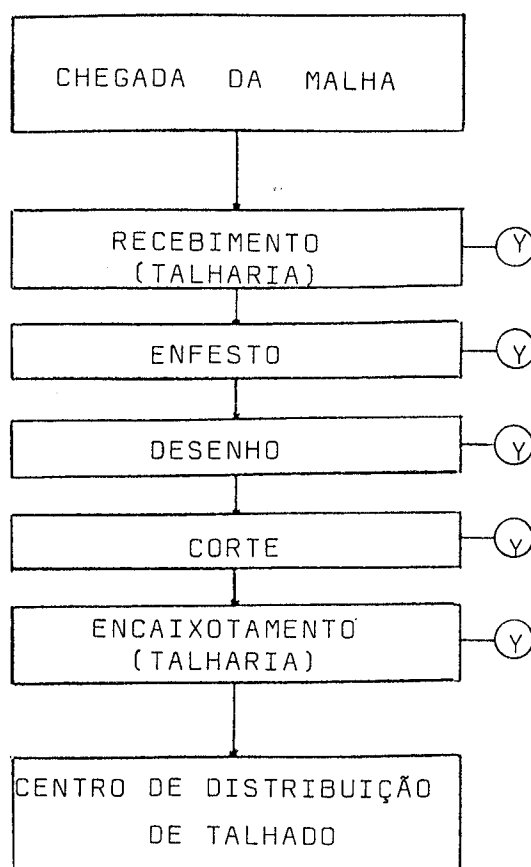 CHEGADA DA MALHA
RECEBIMENTO
(TALHARIA)
Y
ENFESTO
Y
DESENHO
Y
CORTE
Y
ENCAIXOTAMENTO
(TALHARIA)
Y
CENTRO DE DISTRIBUIÇÃO
DE TALHADO